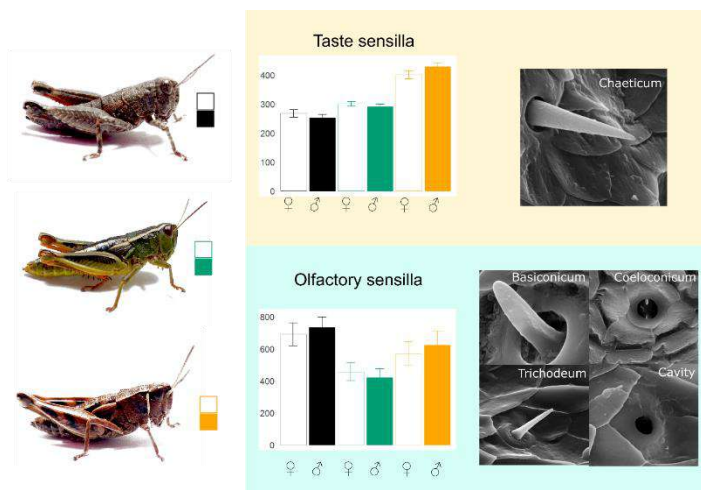 Taste sensilla
400
300
200
100
0
♀ ♂ ♀ ♂ ♀ ♂
Chaeticum
Olfactory sensilla
800
600
400
200
0
♀ ♂ ♀ ♂ ♀ ♂
Basiconicum
Coeloconicum
Trichodeum
Cavity